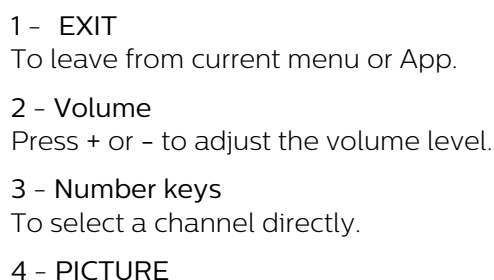 1 - EXIT
To leave from current menu or App.
2 - Volume
Press + or - to adjust the volume level.
3 - Number keys
To select a channel directly.
4 - PICTURE